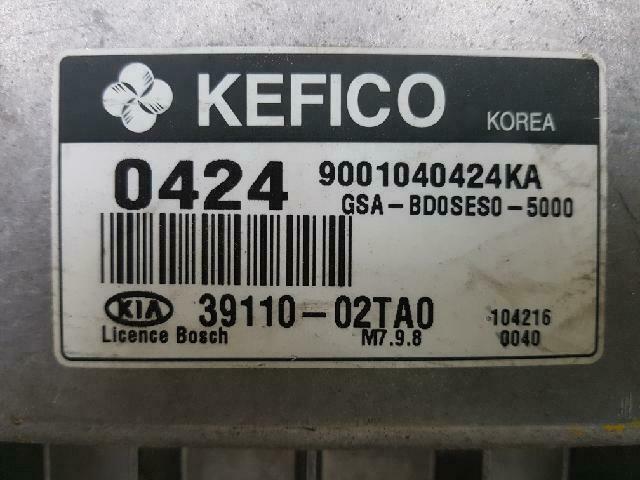 KEFICO KOREA
0424 9001040424KA
GSA-BD0SES0-5000
KIA 39110-02TA0 104216
Licence Bosch M7.9.8 0040